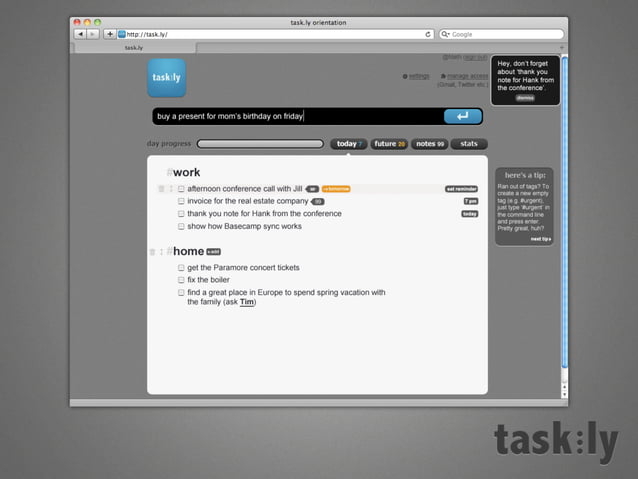 task.ly orientation
http://task.ly/
Google
task.ly
(sign out)
settings
manage access
(Gmail, Twitter etc.)
Hey, don't forget
about 'thank you
note for Hank from
the conference'.
dismiss
task:ly
buy a present for mom's birthday on friday
day progress
today 7
future 20
notes 99
stats
#work
afternoon conference call with Jill
→tomorrow
set reminder
invoice for the real estate company
7 pm
thank you note for Hank from the conference
today
show how Basecamp sync works
#home
+add
get the Paramore concert tickets
fix the boiler
find a great place in Europe to spend spring vacation with
the family (ask Tim)
here's a tip:
Ran out of tags? To
create a new empty
tag (e.g. #urgent),
just type '#urgent' in
the command line
and press enter.
Pretty great, huh?
next tip
task:ly